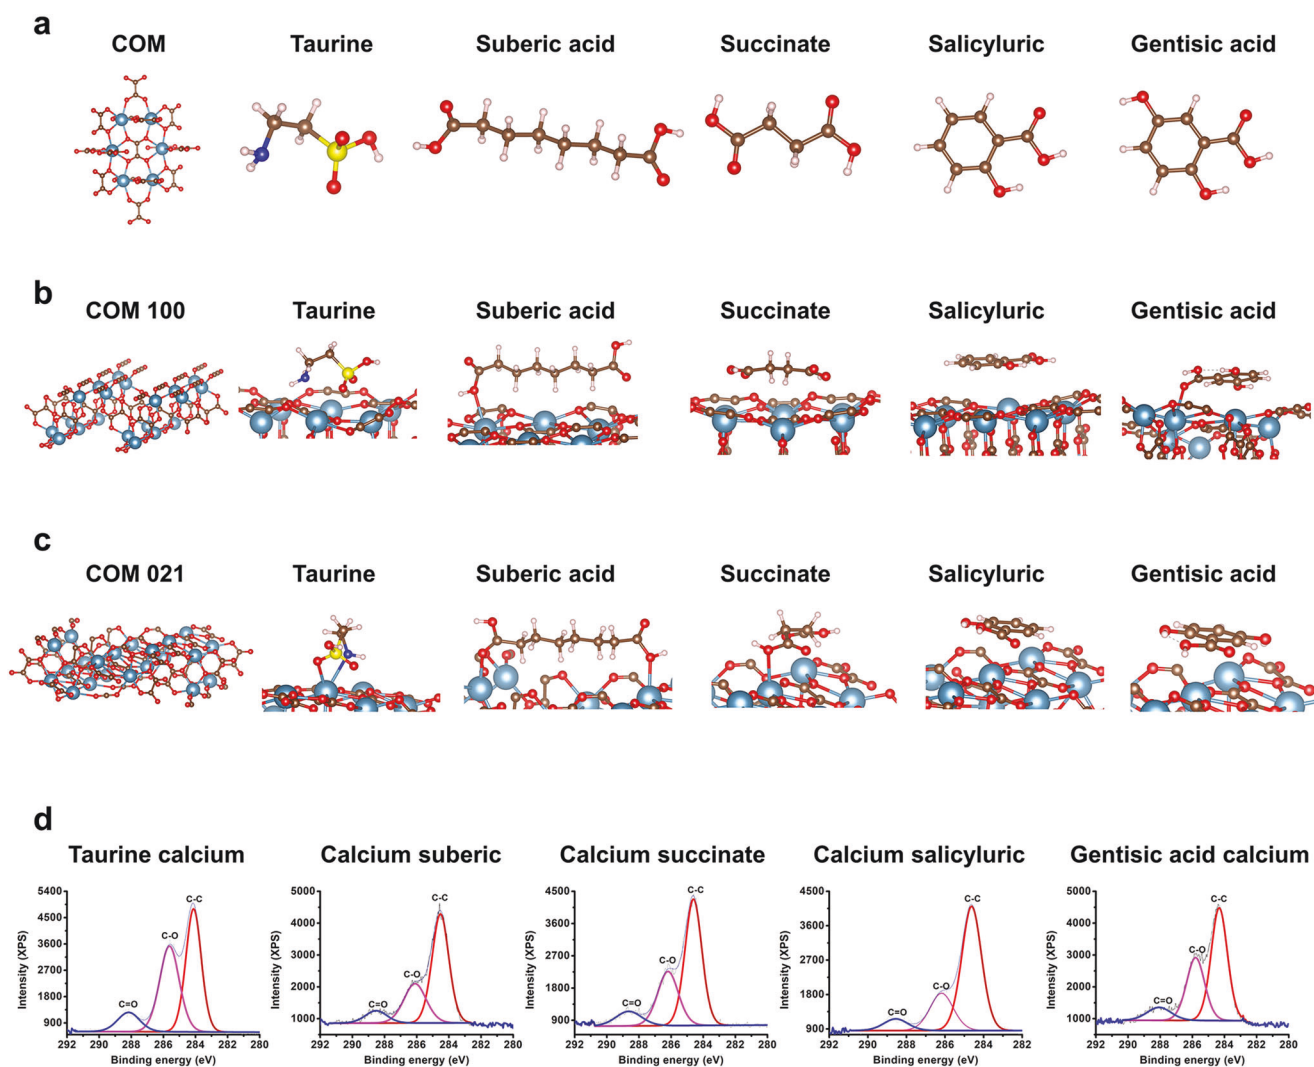 a
COM Taurine Suberic acid Succinate Salicyluric Gentisic acid
b
COM 100 Taurine Suberic acid Succinate Salicyluric Gentisic acid
c
COM 021 Taurine Suberic acid Succinate Salicyluric Gentisic acid
d
Taurine calcium Calcium suberic Calcium succinate Calcium salicyluric Gentisic acid calcium
Intensity (XPS)
5400
4500
3600
2700
1800
900
C-C
C-O
C=O
292 290 288 286 284 282 280
Binding energy (eV)
Intensity (XPS)
5000
4000
3000
2000
1000
C-C
C-O
C=O
292 290 288 286 284 282 280
Binding energy (eV)
Intensity (XPS)
4500
3600
2700
1800
900
C-C
C-O
C=O
292 290 288 286 284 282 280
Binding energy (eV)
Intensity (XPS)
4500
3600
2700
1800
900
C-C
C-O
C=O
292 290 288 286 284 282
Binding energy (eV)
Intensity (XPS)
5000
4000
3000
2000
1000
C-C
C-O
C=O
292 290 288 286 284 282 280
Binding energy (eV)